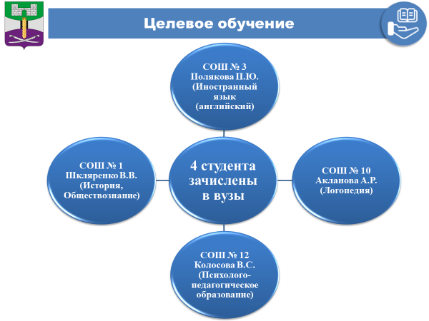 Целевое обучение
СОШ № 3
Полякова П.Ю.
(Иностранный
язык
(английский)
СОШ № 1
Шкляренко В.В.
(История,
Обществознание)
4 студента
зачислены
в вузы
СОШ № 10
Акланова А.Р.
(Логопедия)
СОШ № 12
Колосова В.С.
(Психолого-
педагогическое
образование)